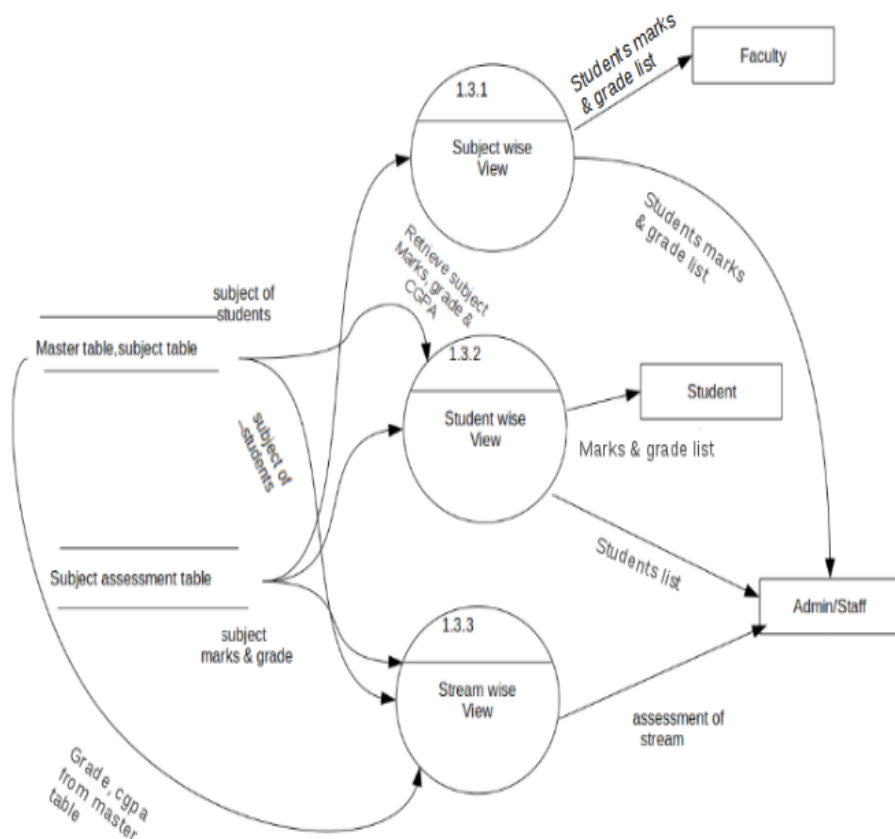 Students marks
& grade list
Faculty
1.3.1
Subject wise
View
Students marks
& grade list
Retrieve subject
Marks, grade &
CGPA
subject of
students
Master table,subject table
1.3.2
Student wise
View
Student
Marks & grade list
subject of
students
Students list
Subject assessment table
Admin/Staff
subject
marks & grade
1.3.3
Stream wise
View
assessment of
stream
Grade, cgpa
from master
table